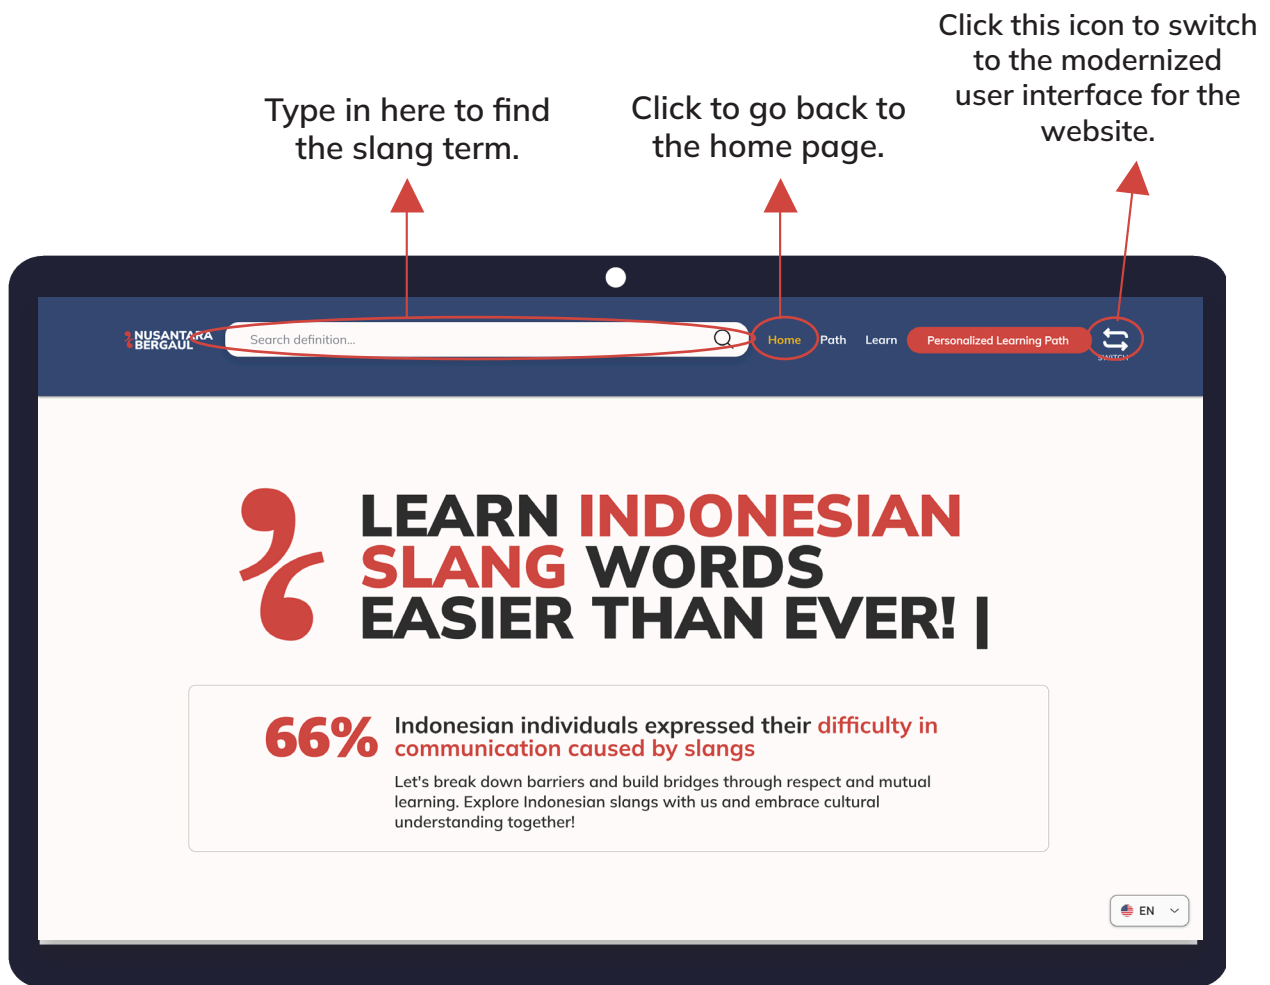 Click this icon to switch
to the modernized
user interface for the
website.
Type in here to find
the slang term.
Click to go back to
the home page.
NUSANTARA
BERGAUL
Search definition...
Home
Path
Learn
Personalized Learning Path
SWITCH
LEARN INDONESIAN
SLANG WORDS
EASIER THAN EVER! |
66%
Indonesian individuals expressed their difficulty in
communication caused by slangs
Let's break down barriers and build bridges through respect and mutual
learning. Explore Indonesian slangs with us and embrace cultural
understanding together!
EN